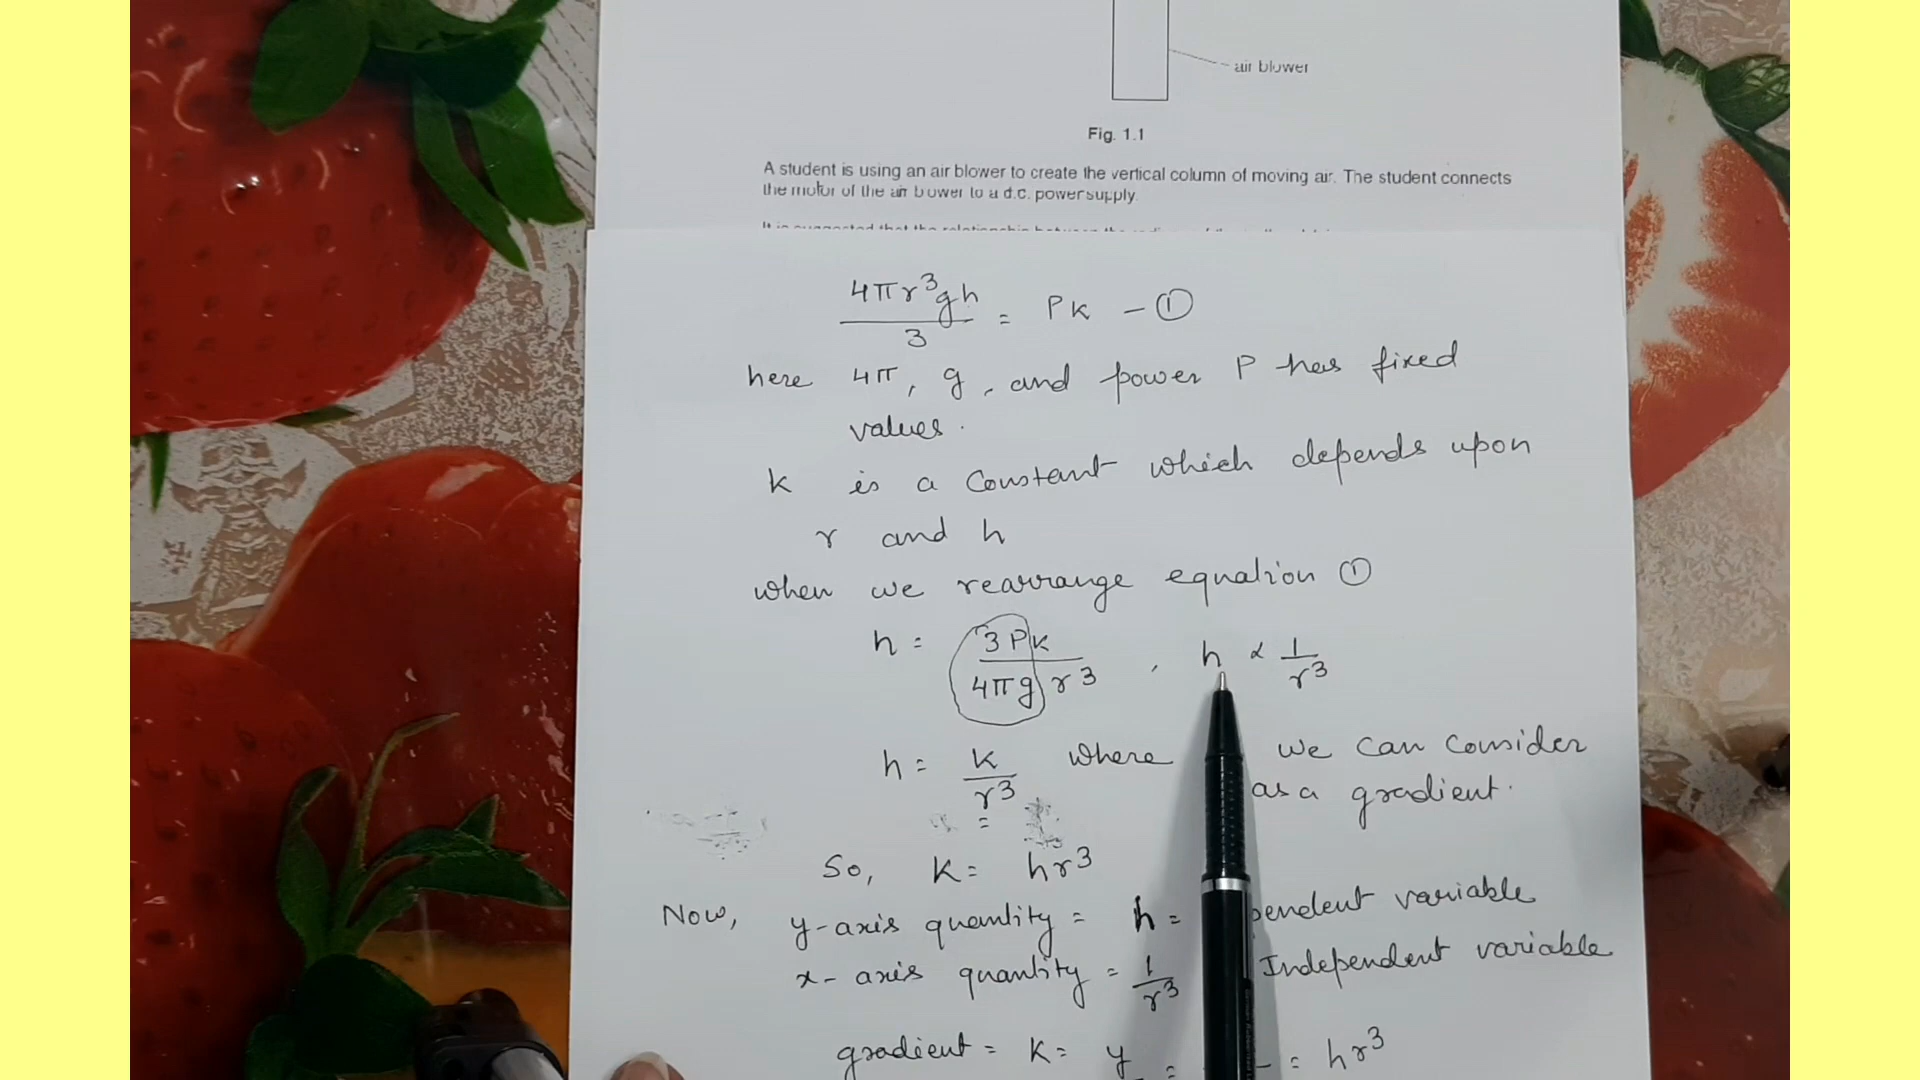 air blower
Fig. 1.1
A student is using an air blower to create the vertical column of moving air. The student connects
the motor of the air blower to a d.c. power supply.
4πr³gh / 3 = Pk – ①
here 4π, g, and power P has fixed
values.
k is a constant which depends upon
r and h
when we rearrange equation ①
h = 3Pk / 4πg r³ , h ∝ 1/r³
h = k/r³ where we can consider
as a gradient.
So, k = hr³
Now, y-axis quantity = h = pendent variable
x-axis quantity = 1/r³ Independent variable
gradient = k = y = = hr³